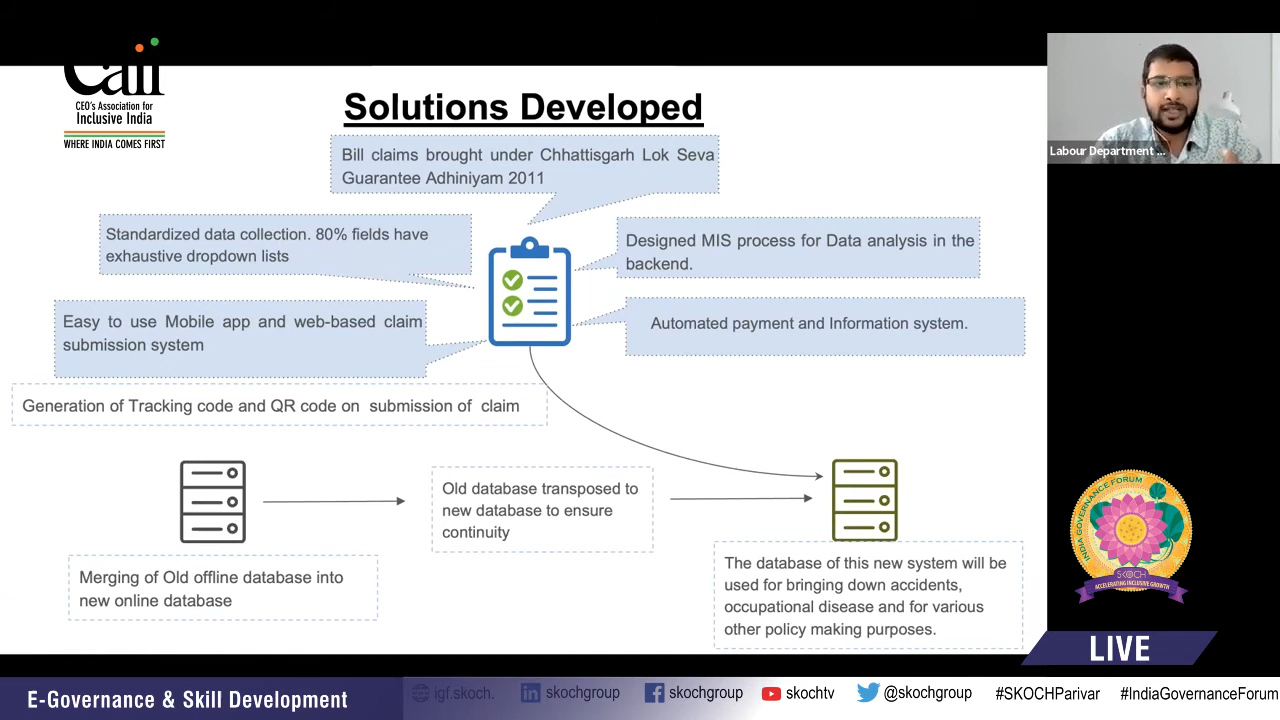 Caii
CEO's Association for
Inclusive India
WHERE INDIA COMES FIRST
Solutions Developed
Bill claims brought under Chhattisgarh Lok Seva
Guarantee Adhiniyam 2011
Standardized data collection. 80% fields have
exhaustive dropdown lists
Designed MIS process for Data analysis in the
backend.
Easy to use Mobile app and web-based claim
submission system
Automated payment and Information system.
Generation of Tracking code and QR code on submission of claim
Old database transposed to
new database to ensure
continuity
Merging of Old offline database into
new online database
The database of this new system will be
used for bringing down accidents,
occupational disease and for various
other policy making purposes.
Labour Department ...
INDIA GOVERNANCE FORUM
SKOCH
ACCELERATING INCLUSIVE GROWTH
LIVE
E-Governance & Skill Development
igf.skoch.
skochgroup
skochgroup
skochtv
@skochgroup
#SKOCHParivar
#IndiaGovernanceForum